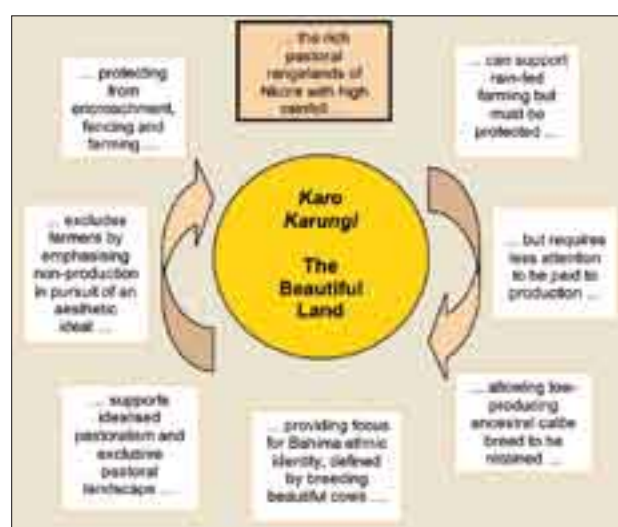 ... the rich
pastoral
rangelands of
Nkore with high
rainfall
... can support
rain-fed
farming but
must be
protected ...
... but requires
less attention
to be paid to
production ...
... allowing low-
producing
ancestral cattle
breed to be
retained ...
... providing focus
for Bahima ethnic
identity, defined
by breeding
beautiful cows ...
... supports
idealised
pastoralism and
exclusive
pastoral
landscape ...
... excludes
farmers by
emphasising
non-production
in pursuit of an
aesthetic
ideal ...
... protecting
from
encroachment,
fencing and
farming ...
Karo
Karungi
The
Beautiful
Land